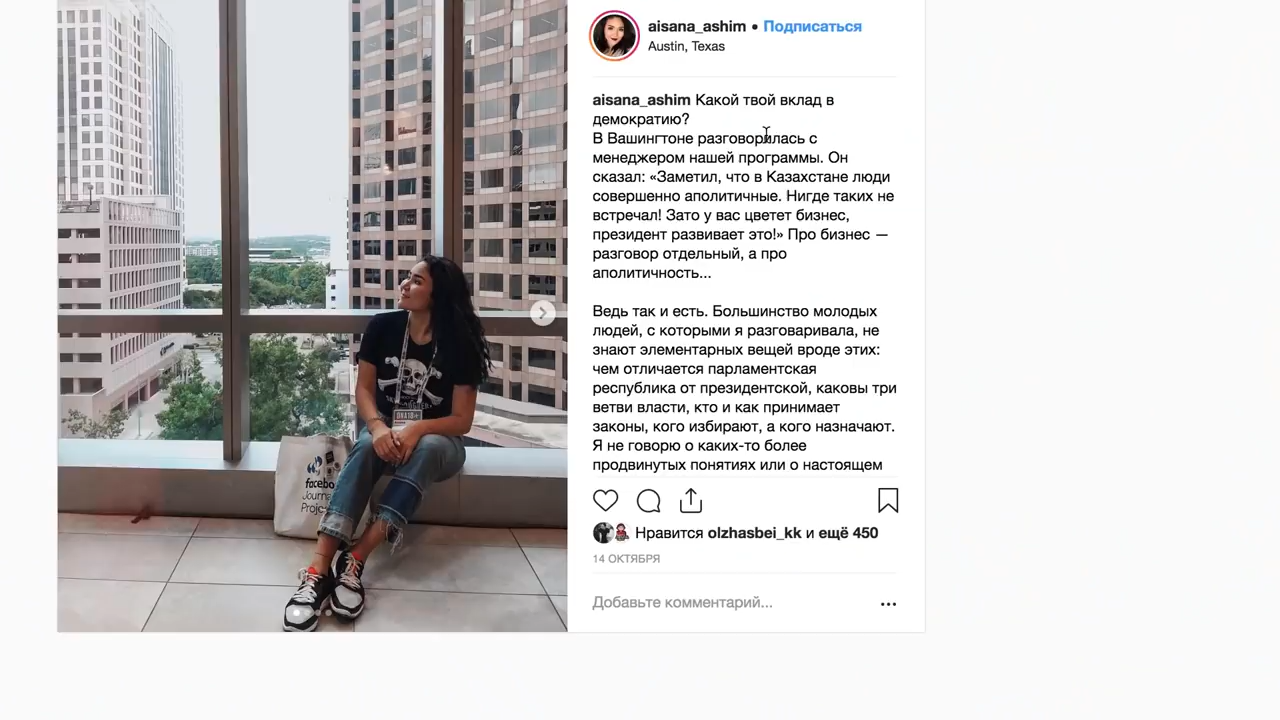 aisana_ashim • Подписаться
Austin, Texas
aisana_ashim Какой твой вклад в
демократию?
В Вашингтоне разговорилась с
менеджером нашей программы. Он
сказал: «Заметил, что в Казахстане люди
совершенно аполитичные. Нигде таких не
встречал! Зато у вас цветет бизнес,
президент развивает это!» Про бизнес —
разговор отдельный, а про
аполитичность...
Ведь так и есть. Большинство молодых
людей, с которыми я разговаривала, не
знают элементарных вещей вроде этих:
чем отличается парламентская
республика от президентской, каковы три
ветви власти, кто и как принимает
законы, кого избирают, а кого назначают.
Я не говорю о каких-то более
продвинутых понятиях или о настоящем
Нравится olzhasbei_kk и ещё 450
14 ОКТЯБРЯ
Добавьте комментарий...
ONA18